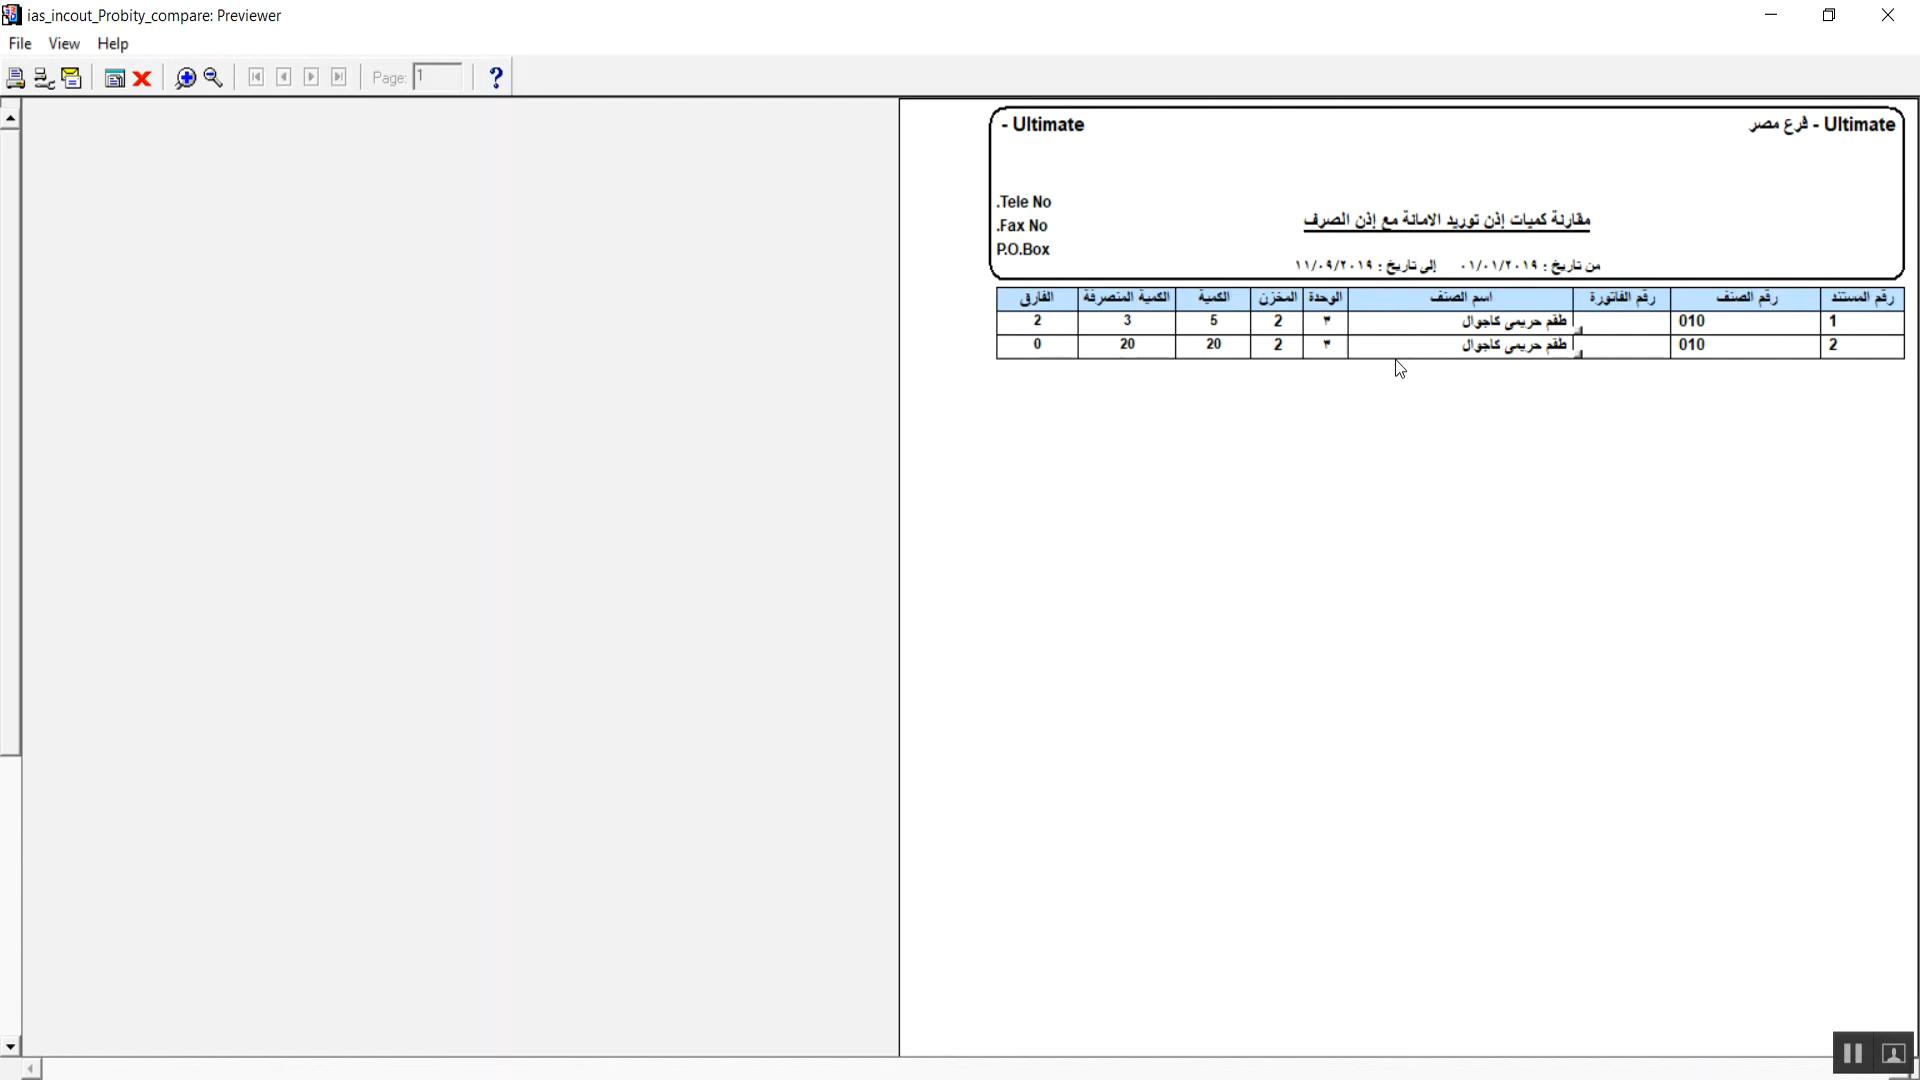 ias_incout_Probity_compare: Previewer
File View Help
Page: 1 ?
Ultimate - فرع مصر
- Ultimate
.Tele No
.Fax No
P.O.Box
مقارنة كميات إذن توريد الامانة مع إذن الصرف
من تاريخ : ٠١/٠١/٢٠١٩ إلى تاريخ : ١١/٠٩/٢٠١٩
رقم المستند رقم الصنف رقم الفاتورة اسم الصنف الوحدة المخزن الكمية الكمية المتصرفة الفارق
1 010 طقم حريمى كاجوال ٣ 2 5 3 2
2 010 طقم حريمى كاجوال ٣ 2 20 20 0